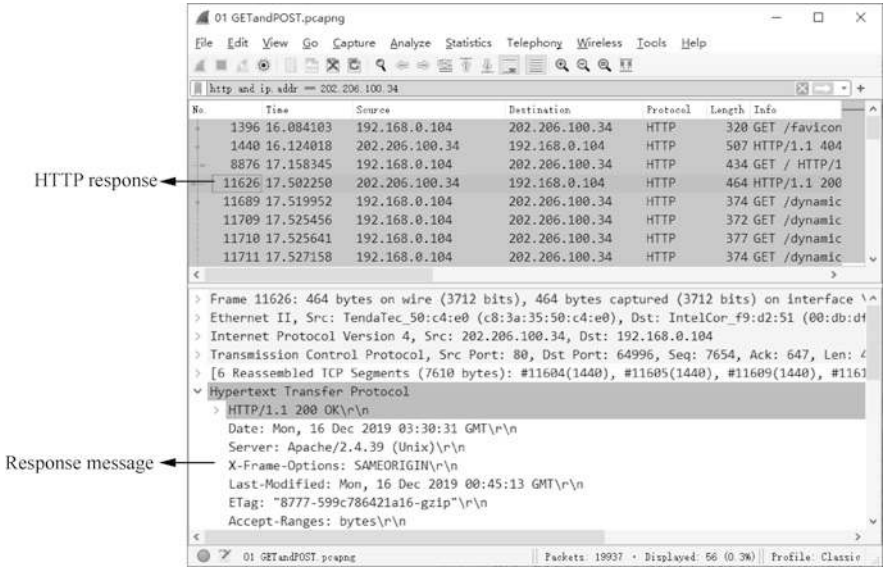 01 GETandPOST.pcapng
File Edit View Go Capture Analyze Statistics Telephony Wireless Tools Help
http and ip.addr == 202.206.100.34
No. Time Source Destination Protocol Length Info
1396 16.084103 192.168.0.104 202.206.100.34 HTTP 320 GET /favicon
1440 16.124018 202.206.100.34 192.168.0.104 HTTP 507 HTTP/1.1 404
8876 17.158345 192.168.0.104 202.206.100.34 HTTP 434 GET / HTTP/1
HTTP response 11626 17.502250 202.206.100.34 192.168.0.104 HTTP 464 HTTP/1.1 200
11689 17.519952 192.168.0.104 202.206.100.34 HTTP 374 GET /dynamic
11709 17.525456 192.168.0.104 202.206.100.34 HTTP 372 GET /dynamic
11710 17.525641 192.168.0.104 202.206.100.34 HTTP 377 GET /dynamic
11711 17.527158 192.168.0.104 202.206.100.34 HTTP 374 GET /dynamic
Frame 11626: 464 bytes on wire (3712 bits), 464 bytes captured (3712 bits) on interface \
Ethernet II, Src: TendaTec_50:c4:e0 (c8:3a:35:50:c4:e0), Dst: IntelCor_f9:d2:51 (00:db:df
Internet Protocol Version 4, Src: 202.206.100.34, Dst: 192.168.0.104
Transmission Control Protocol, Src Port: 80, Dst Port: 64996, Seq: 7654, Ack: 647, Len: 4
[6 Reassembled TCP Segments (7610 bytes): #11604(1440), #11605(1440), #11609(1440), #1161
Hypertext Transfer Protocol
HTTP/1.1 200 OK\r\n
Date: Mon, 16 Dec 2019 03:30:31 GMT\r\n
Server: Apache/2.4.39 (Unix)\r\n
Response message X-Frame-Options: SAMEORIGIN\r\n
Last-Modified: Mon, 16 Dec 2019 00:45:13 GMT\r\n
ETag: "8777-599c786421a16-gzip"\r\n
Accept-Ranges: bytes\r\n
01 GETandPOST.pcapng Packets: 19937 · Displayed: 56 (0.3%) Profile: Classic